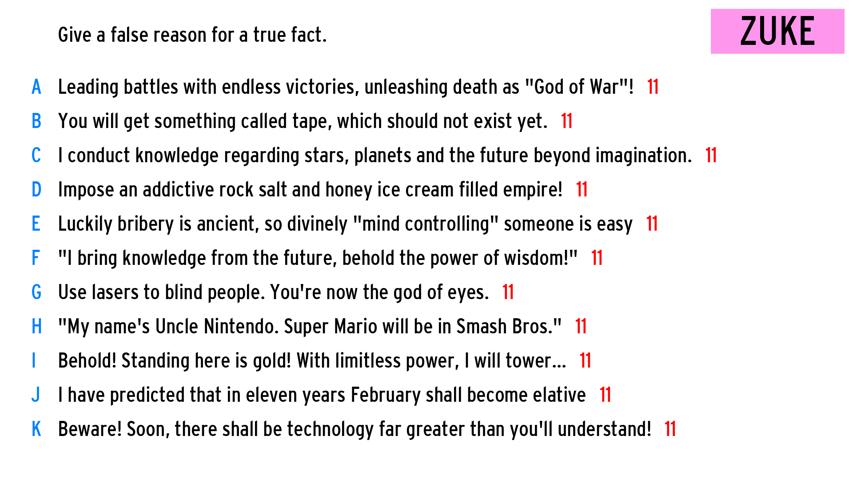 Give a false reason for a true fact.
ZUKE
A Leading battles with endless victories, unleashing death as "God of War"! 11
B You will get something called tape, which should not exist yet. 11
C I conduct knowledge regarding stars, planets and the future beyond imagination. 11
D Impose an addictive rock salt and honey ice cream filled empire! 11
E Luckily bribery is ancient, so divinely "mind controlling" someone is easy 11
F "I bring knowledge from the future, behold the power of wisdom!" 11
G Use lasers to blind people. You're now the god of eyes. 11
H "My name's Uncle Nintendo. Super Mario will be in Smash Bros." 11
I Behold! Standing here is gold! With limitless power, I will tower... 11
J I have predicted that in eleven years February shall become elative 11
K Beware! Soon, there shall be technology far greater than you'll understand! 11